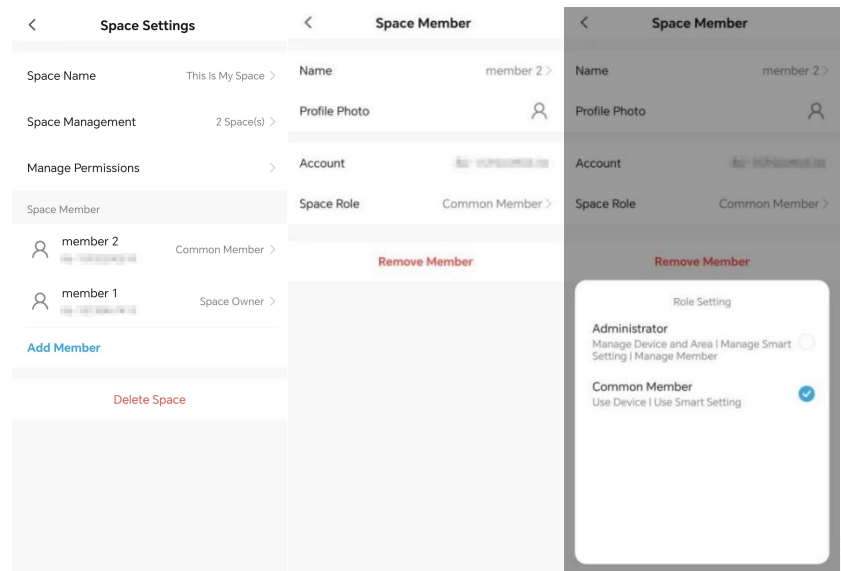 Space Settings
Space Name This Is My Space
Space Management 2 Space(s)
Manage Permissions
Space Member
member 2
Common Member
member 1
Space Owner
Add Member
Delete Space
Space Member
Name member 2
Profile Photo
Account
Space Role Common Member
Remove Member
Space Member
Name member 2
Profile Photo
Account
Space Role Common Member
Remove Member
Role Setting
Administrator
Manage Device and Area | Manage Smart
Setting | Manage Member
Common Member
Use Device | Use Smart Setting